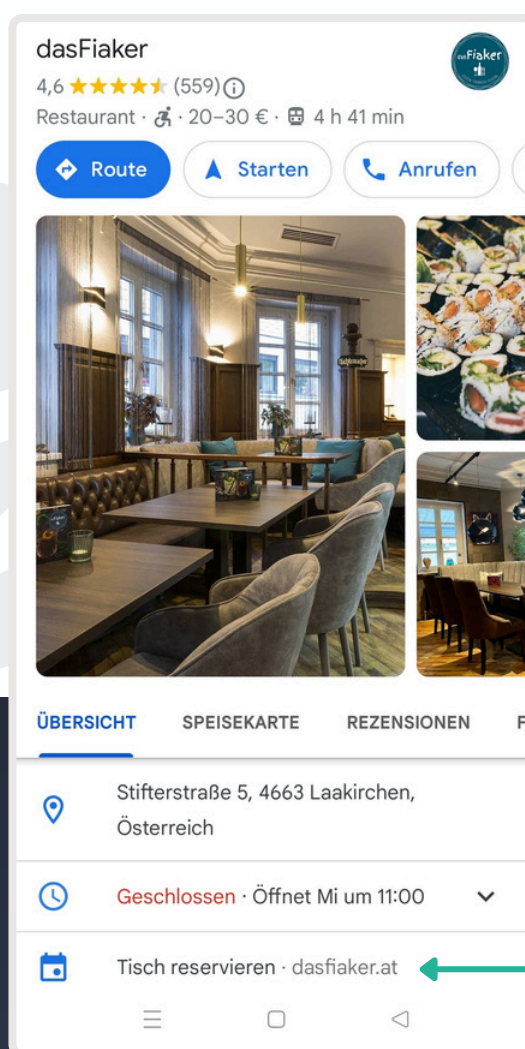 dasFiaker
dasFiaker
4,6 (559)
Restaurant · 20–30 € · 4 h 41 min
Route
Starten
Anrufen
ÜBERSICHT
SPEISEKARTE
REZENSIONEN
F
Stifterstraße 5, 4663 Laakirchen,
Österreich
Geschlossen · Öffnet Mi um 11:00
Tisch reservieren · dasfiaker.at